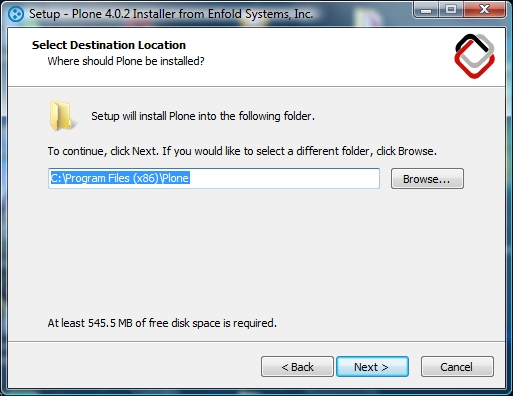 Setup - Plone 4.0.2 Installer from Enfold Systems, Inc.
Select Destination Location
Where should Plone be installed?
Setup will install Plone into the following folder.
To continue, click Next. If you would like to select a different folder, click Browse.
C:\Program Files (x86)\Plone
Browse...
At least 545.5 MB of free disk space is required.
< Back
Next >
Cancel